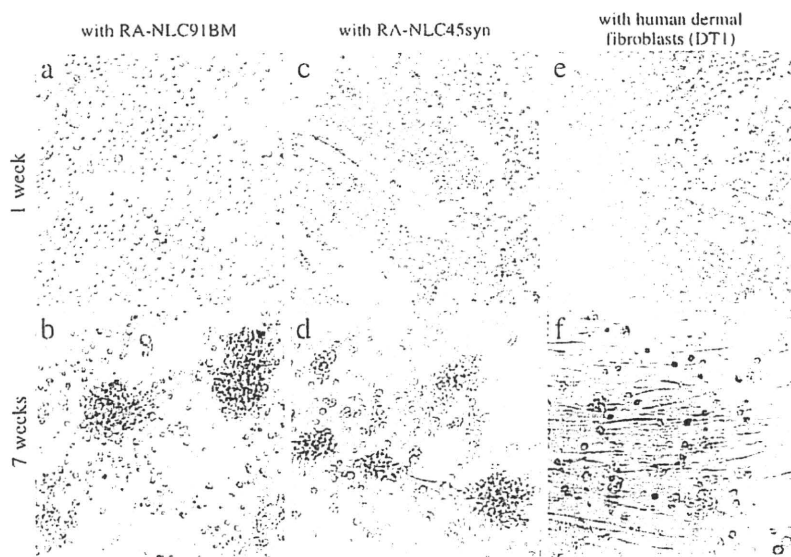 with RA-NLC91BM
with RA-NLC45syn
with human dermal
fibroblasts (DT1)
a
c
e
1 week
b
d
f
7 weeks